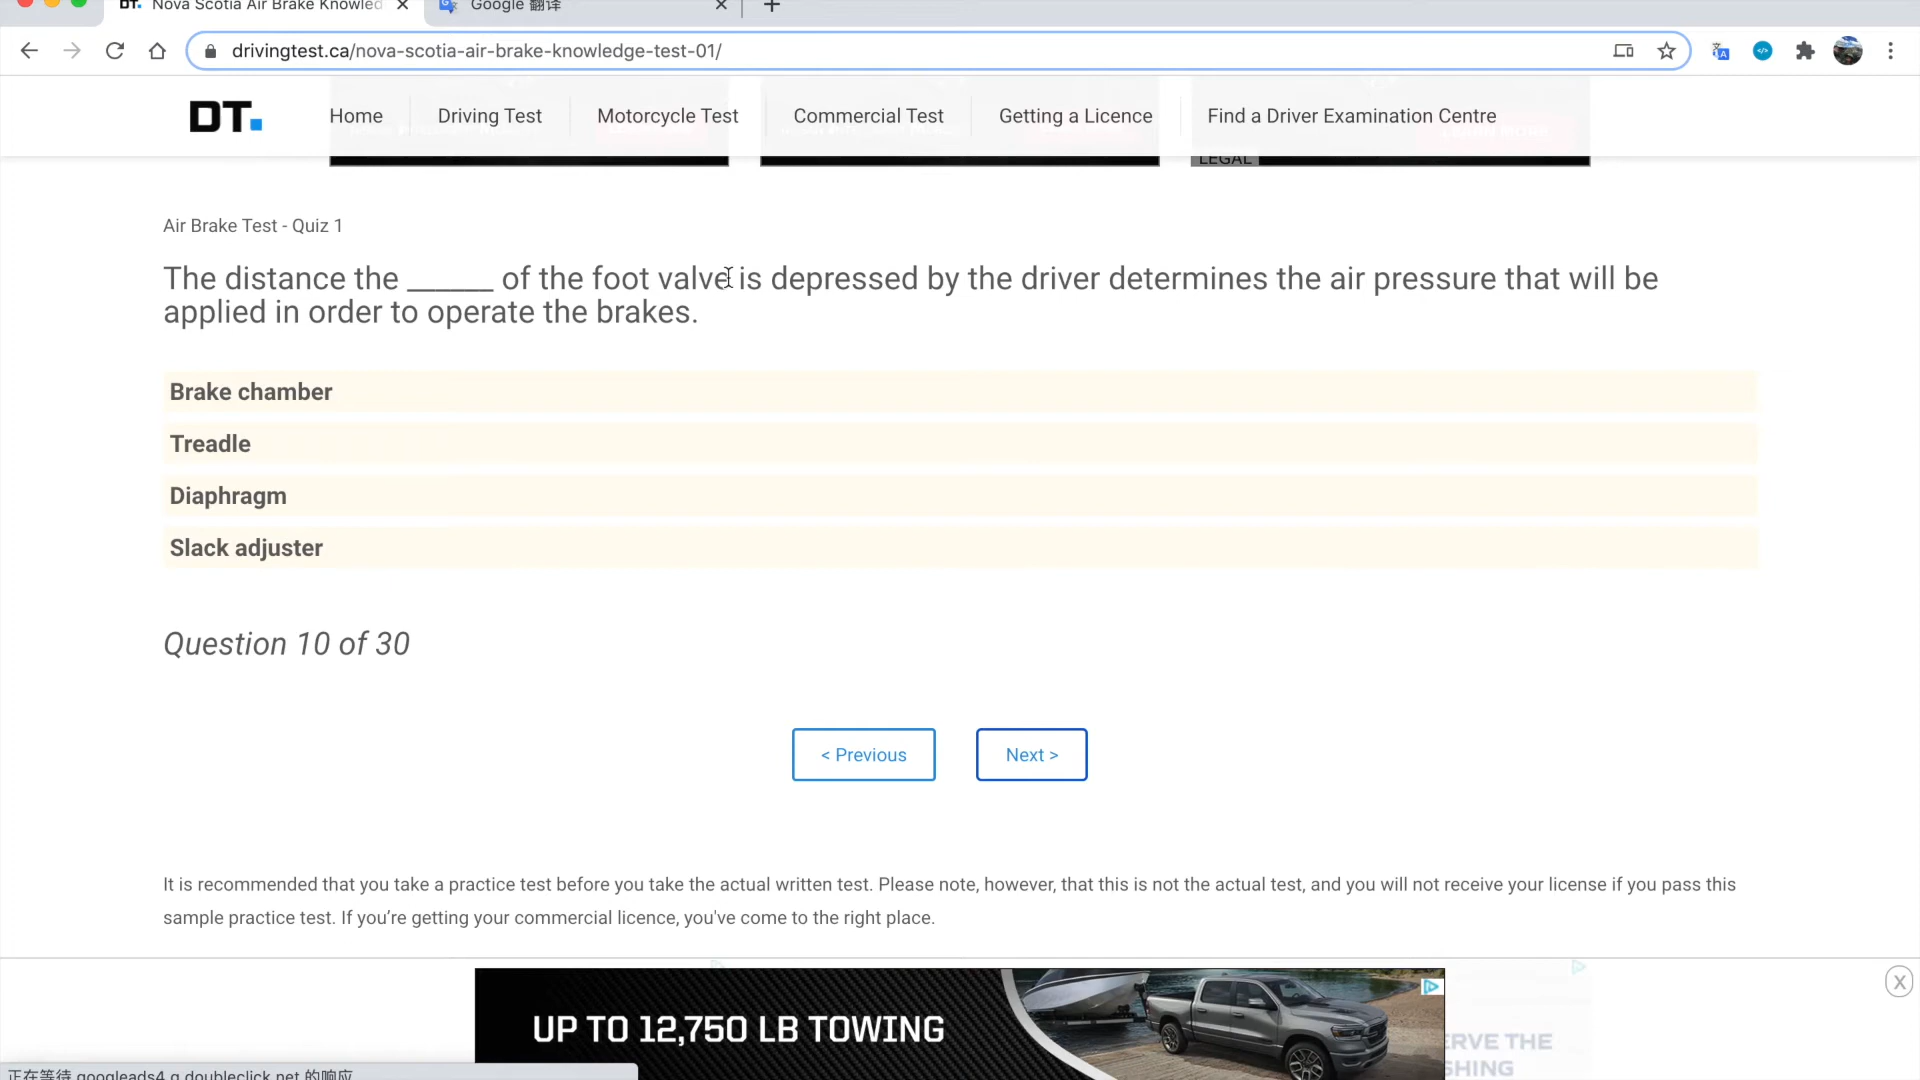 DT. Nova Scotia Air Brake Knowled
Google 翻译
drivingtest.ca/nova-scotia-air-brake-knowledge-test-01/
DT.
Home
Driving Test
Motorcycle Test
Commercial Test
Getting a Licence
Find a Driver Examination Centre
LEGAL
Air Brake Test - Quiz 1
The distance the ______ of the foot valve is depressed by the driver determines the air pressure that will be
applied in order to operate the brakes.
Brake chamber
Treadle
Diaphragm
Slack adjuster
Question 10 of 30
< Previous
Next >
It is recommended that you take a practice test before you take the actual written test. Please note, however, that this is not the actual test, and you will not receive your license if you pass this
sample practice test. If you’re getting your commercial licence, you've come to the right place.
UP TO 12,750 LB TOWING
ERVE THE
SHING
正在等待 googleads4.g.doubleclick.net 的响应